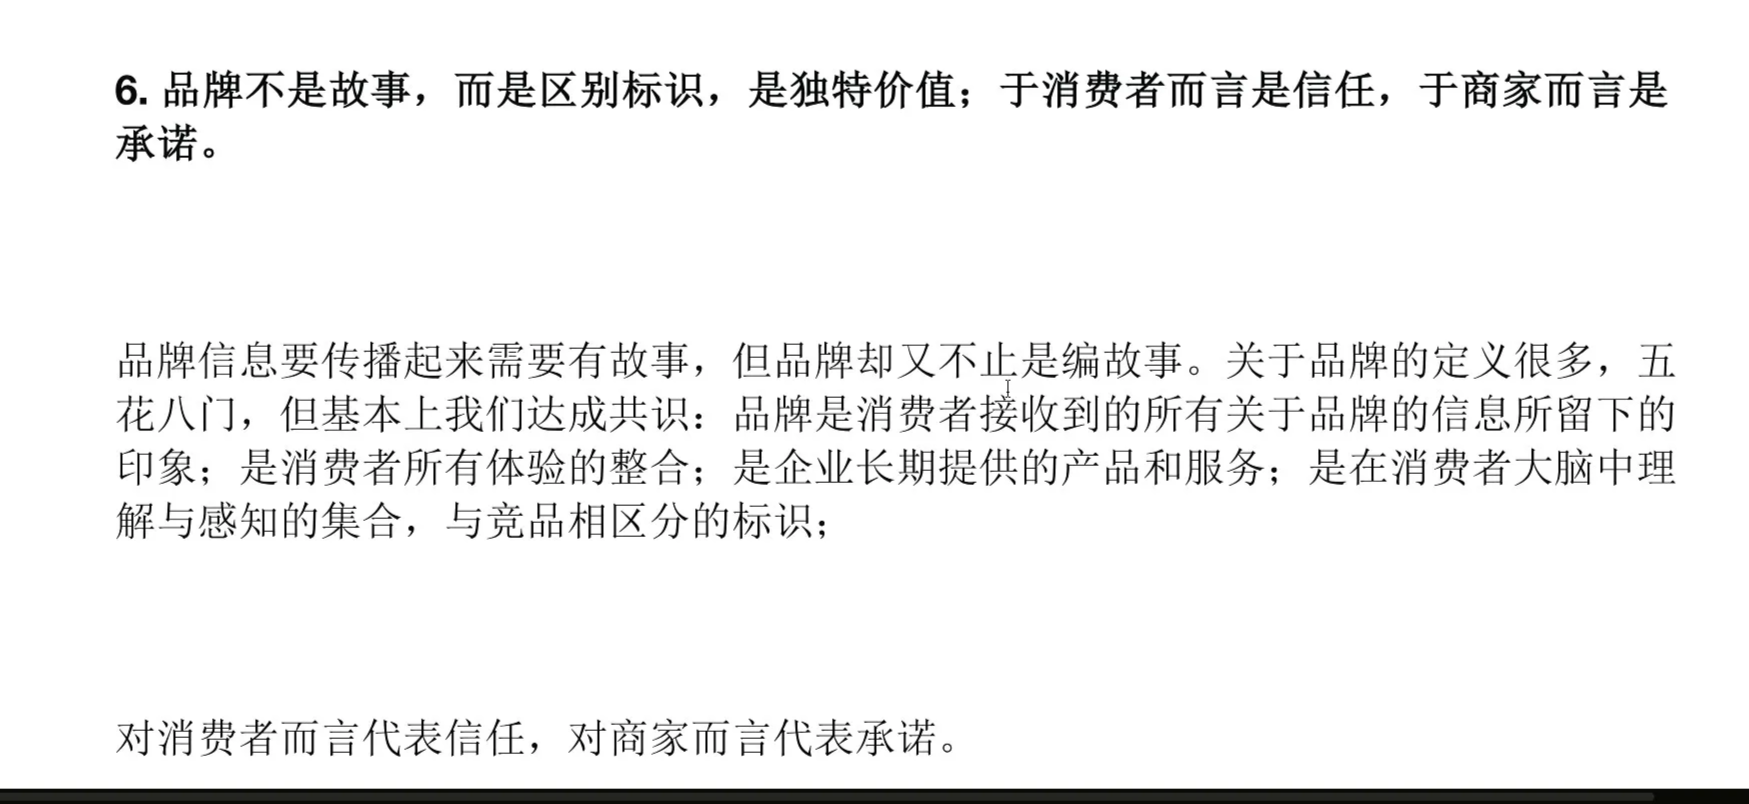 6. 品牌不是故事，而是区别标识，是独特价值；于消费者而言是信任，于商家而言是
承诺。
品牌信息要传播起来需要有故事，但品牌却又不止是编故事。关于品牌的定义很多，五
花八门，但基本上我们达成共识：品牌是消费者接收到的所有关于品牌的信息所留下的
印象；是消费者所有体验的整合；是企业长期提供的产品和服务；是在消费者大脑中理
解与感知的集合，与竞品相区分的标识；
对消费者而言代表信任，对商家而言代表承诺。